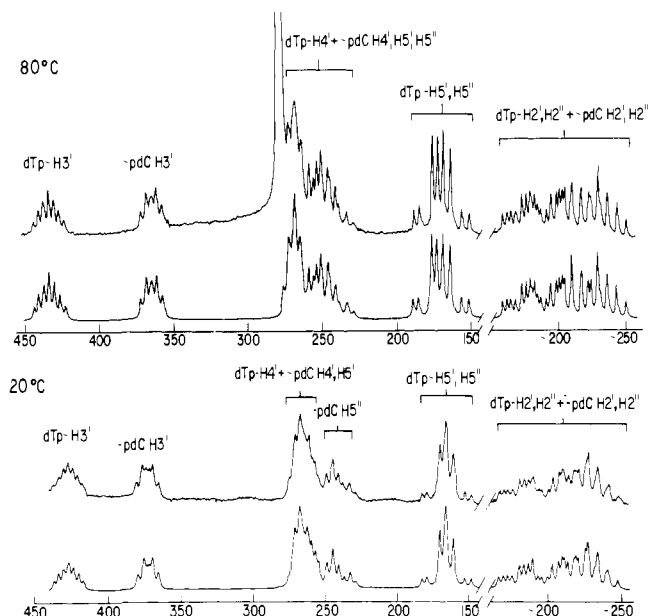 80°C
dTp-H4' + -pdC H4', H5', H5''
dTp-H5', H5''
dTp-H2', H2'' + -pdC H2', H2''
dTp-H3'
-pdC H3'
450 400 350 300 250 200 150 -200 -250
20°C
dTp-H4' + -pdC H4', H5'
dTp-H5', H5''
-pdC H5''
dTp-H2', H2'' + -pdC H2', H2''
dTp-H3'
-pdC H3'
450 400 350 300 250 200 150 -200 -250